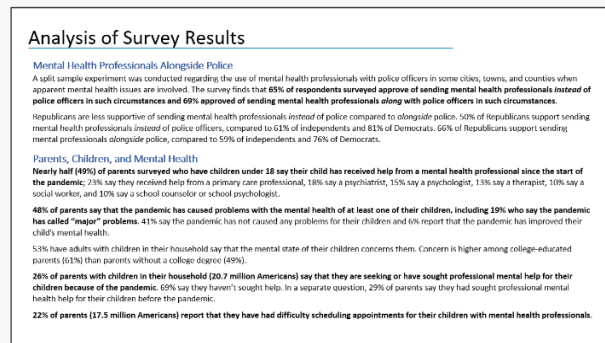 Analysis of Survey Results
Mental Health Professionals Alongside Police
A split sample experiment was conducted regarding the use of mental health professionals with police officers in some cities, towns, and counties when
apparent mental health issues are involved. The survey finds that 65% of respondents surveyed approve of sending mental health professionals instead of
police officers in such circumstances and 69% approved of sending mental health professionals along with police officers in such circumstances.
Republicans are less supportive of sending mental health professionals instead of police compared to alongside police. 50% of Republicans support sending
mental health professionals instead of police officers, compared to 61% of independents and 81% of Democrats. 66% of Republicans support sending
mental professionals alongside police, compared to 59% of independents and 76% of Democrats.
Parents, Children, and Mental Health
Nearly half (49%) of parents surveyed who have children under 18 say their child has received help from a mental health professional since the start of
the pandemic; 23% say they received help from a primary care professional, 18% say a psychiatrist, 15% say a psychologist, 13% say a therapist, 10% say a
social worker, and 10% say a school counselor or school psychologist.
48% of parents say that the pandemic has caused problems with the mental health of at least one of their children, including 19% who say the pandemic
has called “major” problems. 41% say the pandemic has not caused any problems for their children and 6% report that the pandemic has improved their
child's mental health.
53% have adults with children in their household say that the mental state of their children concerns them. Concern is higher among college-educated
parents (61%) than parents without a college degree (49%).
26% of parents with children in their household (20.7 million Americans) say that they are seeking or have sought professional mental help for their
children because of the pandemic. 69% say they haven't sought help. In a separate question, 29% of parents say they had sought professional mental
health help for their children before the pandemic.
22% of parents (17.5 million Americans) report that they have had difficulty scheduling appointments for their children with mental health professionals.